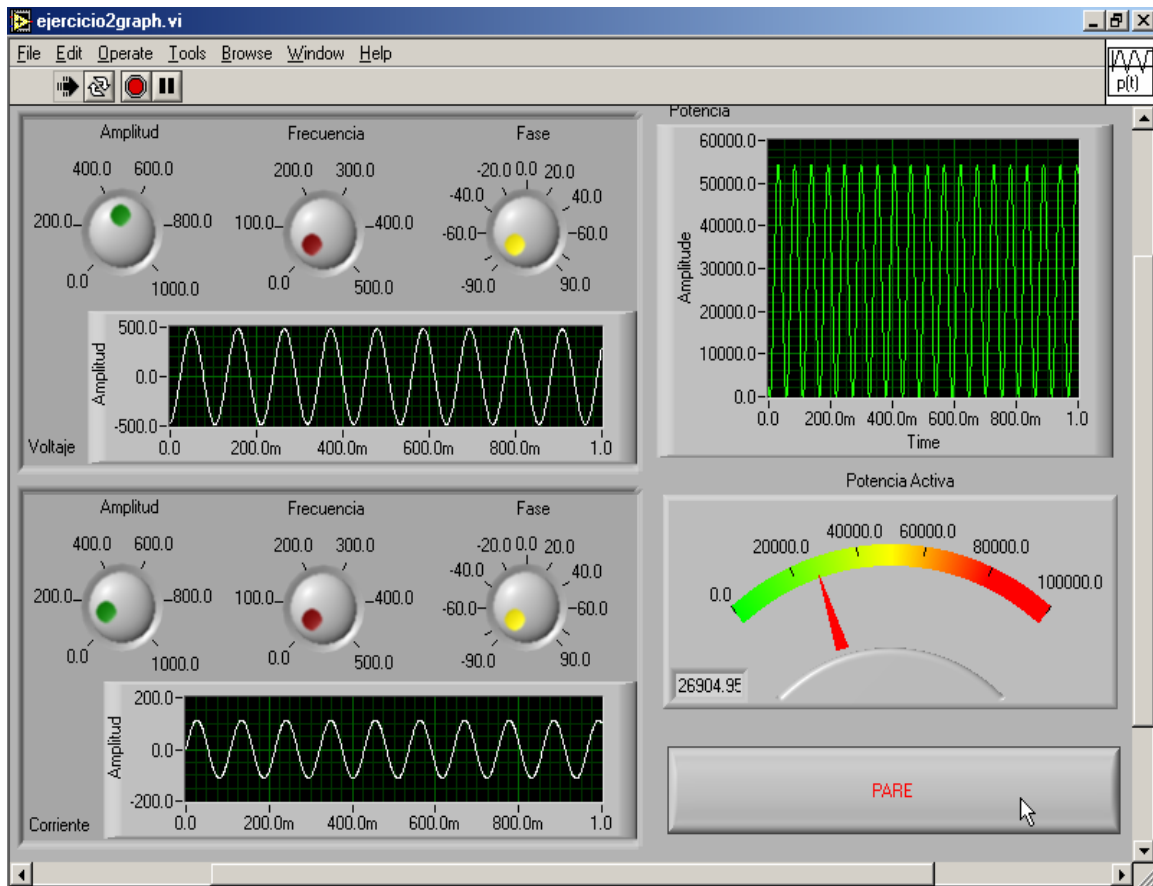 ejercicio2graph.vi
File Edit Operate Tools Browse Window Help
p(t)
Amplitud
400.0 600.0
200.0 800.0
0.0 1000.0
Frecuencia
200.0 300.0
100.0 400.0
0.0 500.0
Fase
-20.0 0.0 20.0
-40.0 40.0
-60.0 60.0
-90.0 90.0
Amplitud
500.0
0.0
-500.0
0.0 200.0m 400.0m 600.0m 800.0m 1.0
Voltaje
Potencia
Amplitude
60000.0
50000.0
40000.0
30000.0
20000.0
10000.0
0.0
0.0 200.0m 400.0m 600.0m 800.0m 1.0
Time
Amplitud
400.0 600.0
200.0 800.0
0.0 1000.0
Frecuencia
200.0 300.0
100.0 400.0
0.0 500.0
Fase
-20.0 0.0 20.0
-40.0 40.0
-60.0 60.0
-90.0 90.0
Amplitud
200.0
0.0
-200.0
0.0 200.0m 400.0m 600.0m 800.0m 1.0
Corriente
Potencia Activa
0.0 20000.0 40000.0 60000.0 80000.0 100000.0
26904.95
PARE